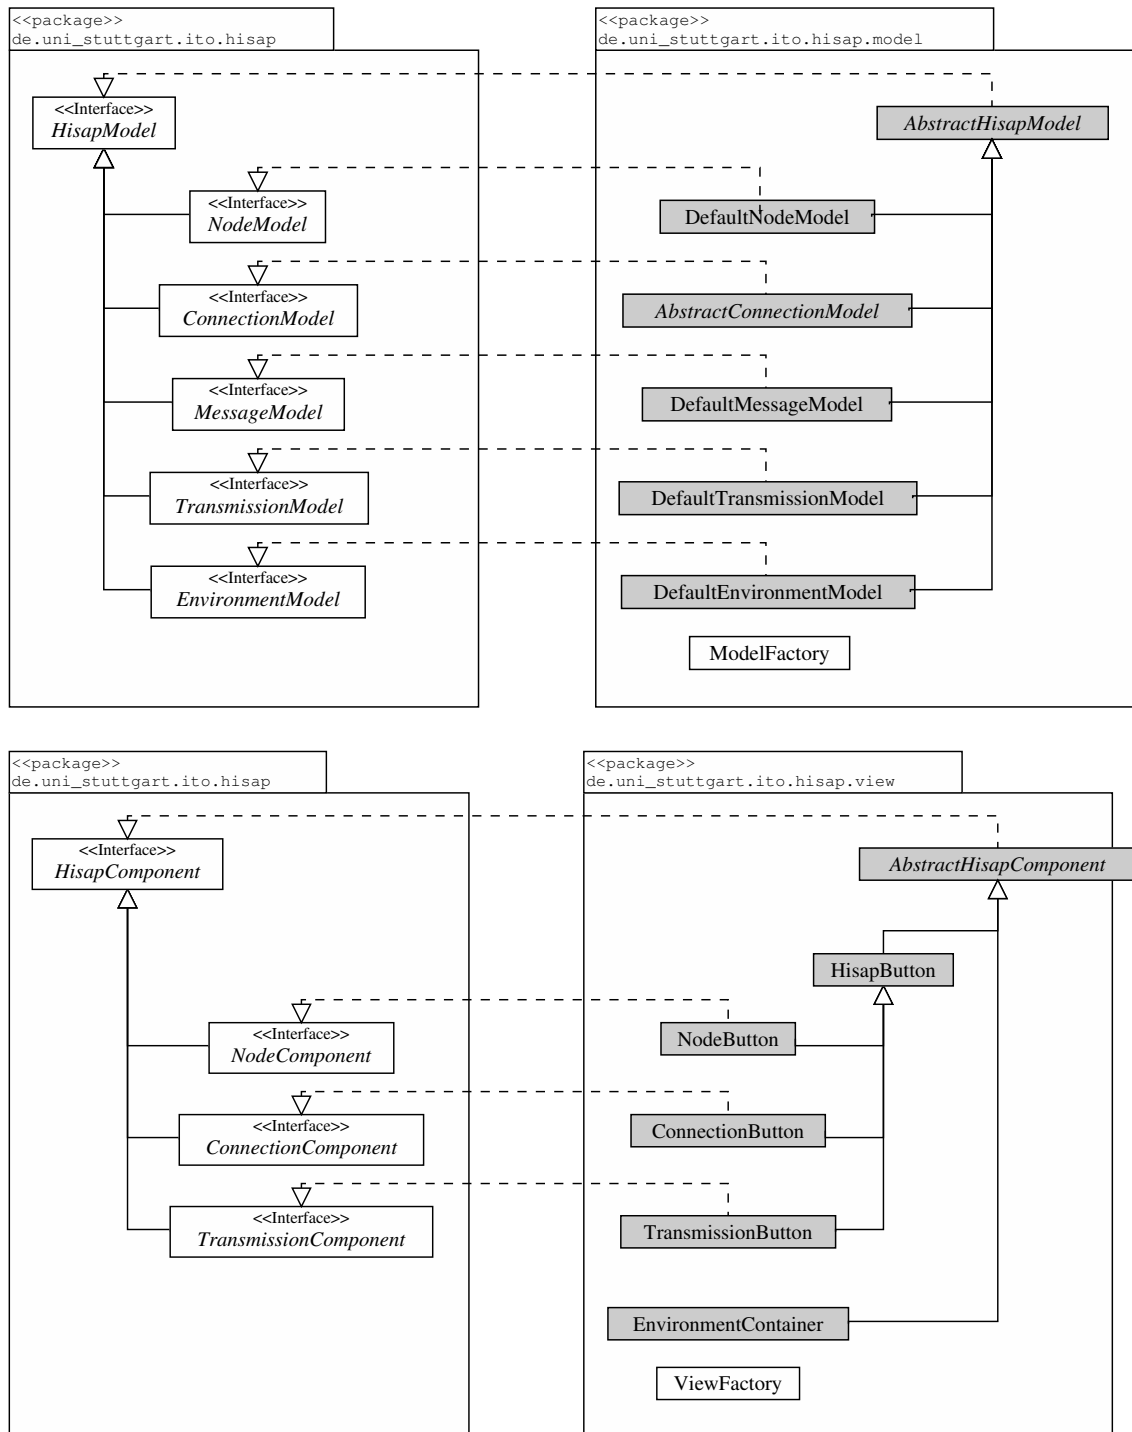 <<package>>
de.uni_stuttgart.ito.hisap
<<package>>
de.uni_stuttgart.ito.hisap.model
<<Interface>>
HisapModel
AbstractHisapModel
<<Interface>>
NodeModel
DefaultNodeModel
<<Interface>>
ConnectionModel
AbstractConnectionModel
<<Interface>>
MessageModel
DefaultMessageModel
<<Interface>>
TransmissionModel
DefaultTransmissionModel
<<Interface>>
EnvironmentModel
DefaultEnvironmentModel
ModelFactory
<<package>>
de.uni_stuttgart.ito.hisap
<<package>>
de.uni_stuttgart.ito.hisap.view
<<Interface>>
HisapComponent
AbstractHisapComponent
HisapButton
<<Interface>>
NodeComponent
NodeButton
<<Interface>>
ConnectionComponent
ConnectionButton
<<Interface>>
TransmissionComponent
TransmissionButton
EnvironmentContainer
ViewFactory